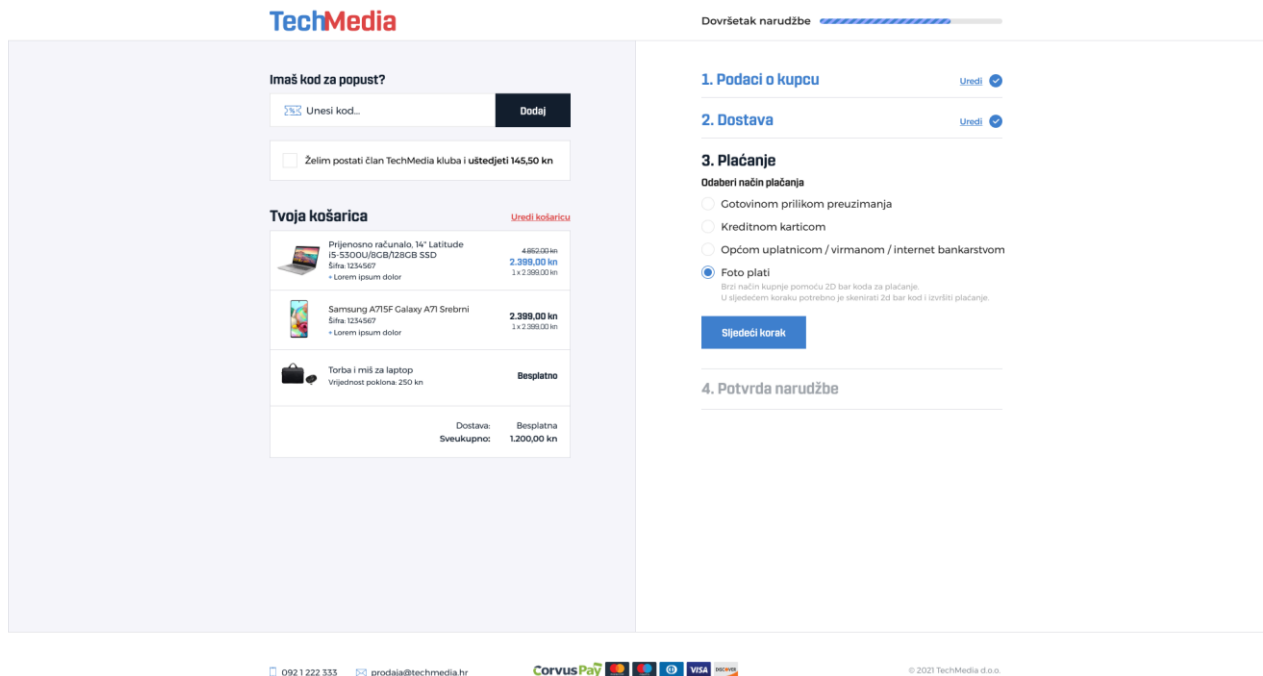 TechMedia
Dovršetak narudžbe
Imaš kod za popust?
Unesi kod...
Dodaj
Želim postati član TechMedia kluba i uštedjeti 145,50 kn
Tvoja košarica
Uredi košaricu
Prijenosno računalo, 14" Latitude
i5-5300U/8GB/128GB SSD
Šifra: 1234567
+ Lorem ipsum dolor
4.852,00 kn
2.399,00 kn
1 x 2.399,00 kn
Samsung A715F Galaxy A71 Srebrni
Šifra: 1234567
+ Lorem ipsum dolor
2.399,00 kn
1 x 2.399,00 kn
Torba i miš za laptop
Vrijednost poklona: 250 kn
Besplatno
Dostava: Besplatna
Sveukupno: 1.200,00 kn
1. Podaci o kupcu
Uredi
2. Dostava
Uredi
3. Plaćanje
Odaberi način plačanja
Gotovinom prilikom preuzimanja
Kreditnom karticom
Općom uplatnicom / virmanom / internet bankarstvom
Foto plati
Brzi način kupnje pomoću 2D bar koda za plaćanje.
U sljedećem koraku potrebno je skenirati 2d bar kod i izvršiti plaćanje.
Sljedeći korak
4. Potvrda narudžbe
092 1 222 333
prodaja@techmedia.hr
CorvusPay
VISA
DISCOVER
© 2021 TechMedia d.o.o.